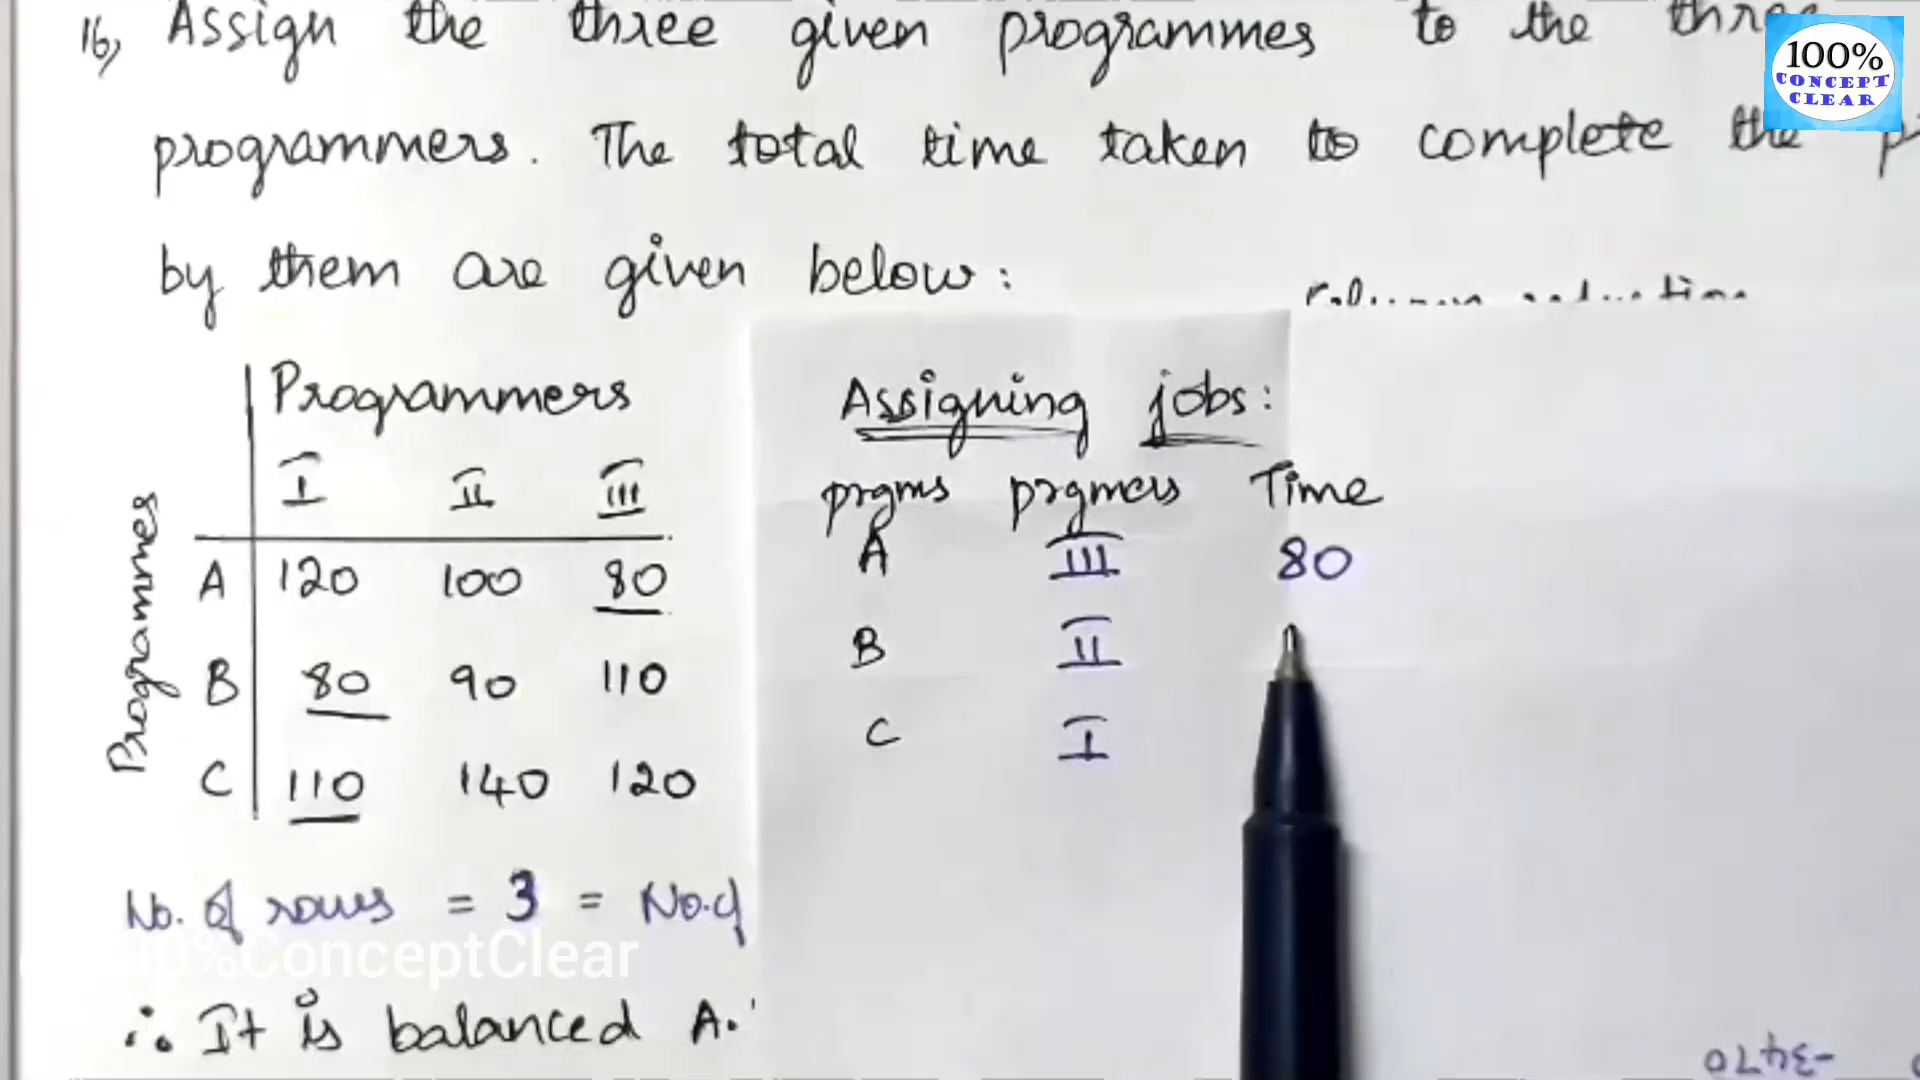 16, Assign the three given programmes to the three
programmers. The total time taken to complete the
by them are given below:
Programmers
I II III
Programmes
A 120 100 80
B 80 90 110
C 110 140 120
No. of rows = 3 = No. of
∴ It is balanced A.
Assigning jobs:
prgms prgmers Time
A III 80
B II
C I
100%
CONCEPT
CLEAR
%ConceptClear